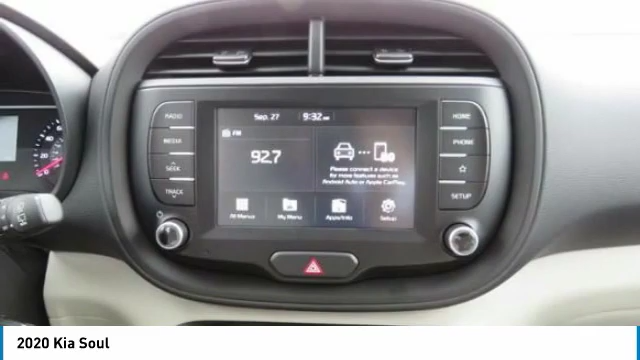 Sep. 27 9:32 AM
RADIO
HOME
FM
MEDIA
PHONE
92.7
SEEK
Please connect a device
for more features such as
Android Auto or Apple CarPlay.
TRACK
SETUP
All Menus My Menu Apps/Info Setup
2020 Kia Soul